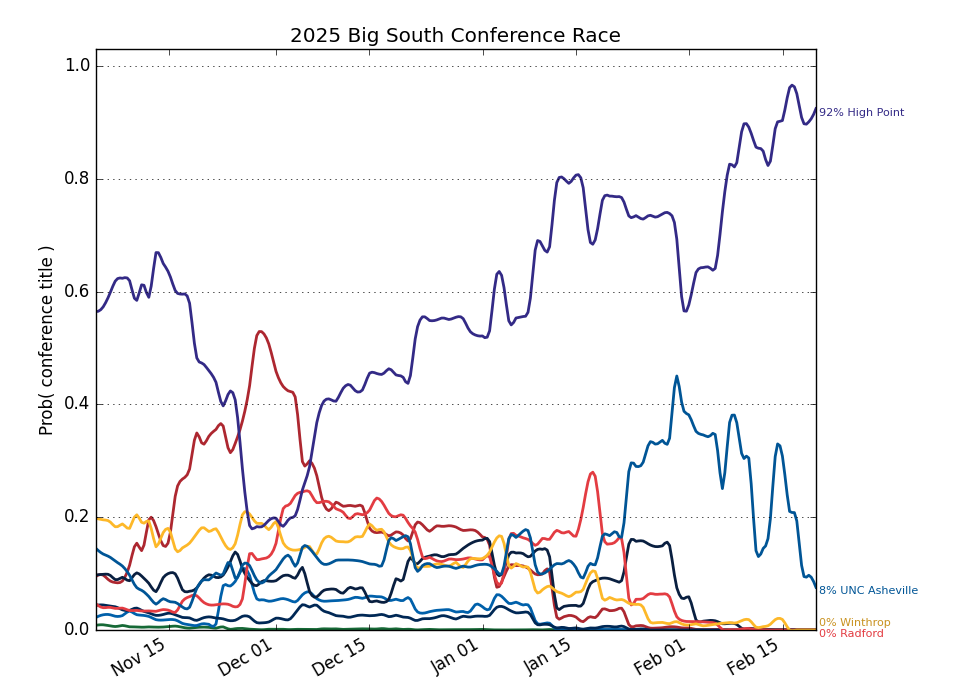 2025 Big South Conference Race
Prob( conference title )
1.0
0.8
0.6
0.4
0.2
0.0
Nov 15
Dec 01
Dec 15
Jan 01
Jan 15
Feb 01
Feb 15
92% High Point
8% UNC Asheville
0% Winthrop
0% Radford